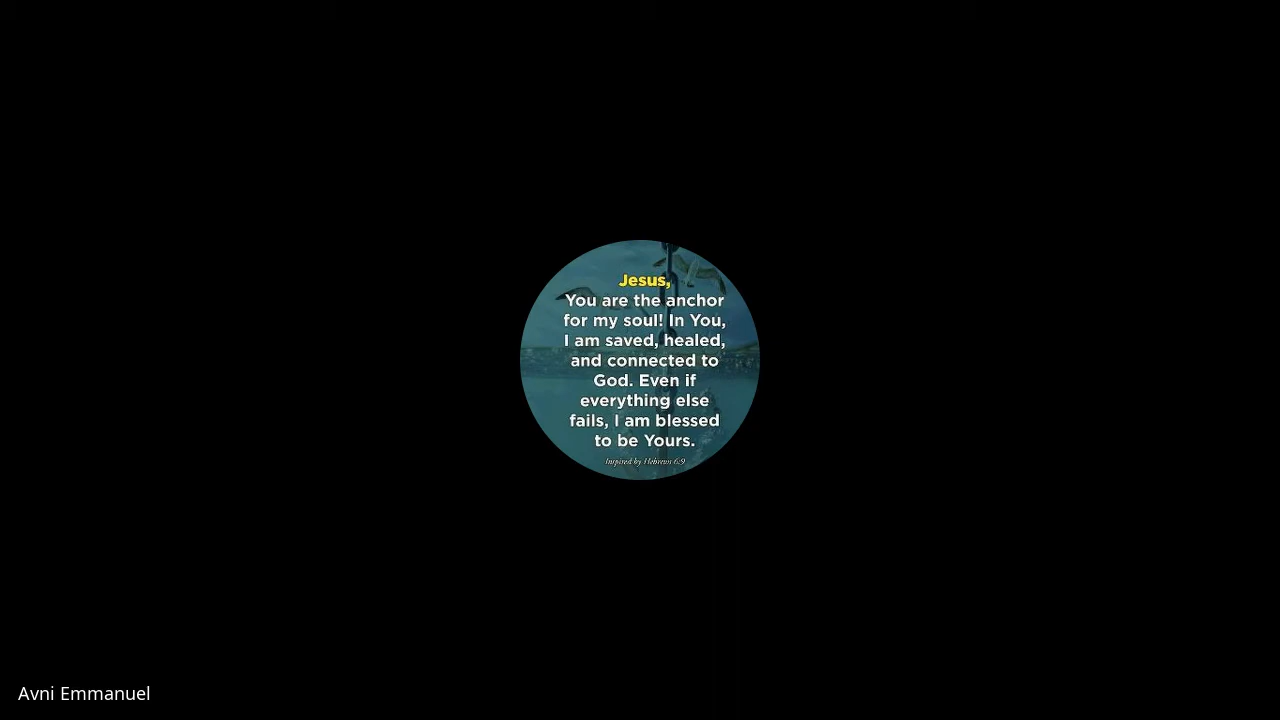 Jesus,
You are the anchor
for my soul! In You,
I am saved, healed,
and connected to
God. Even if
everything else
fails, I am blessed
to be Yours.
Inspired by Hebrews 6:9
Avni Emmanuel